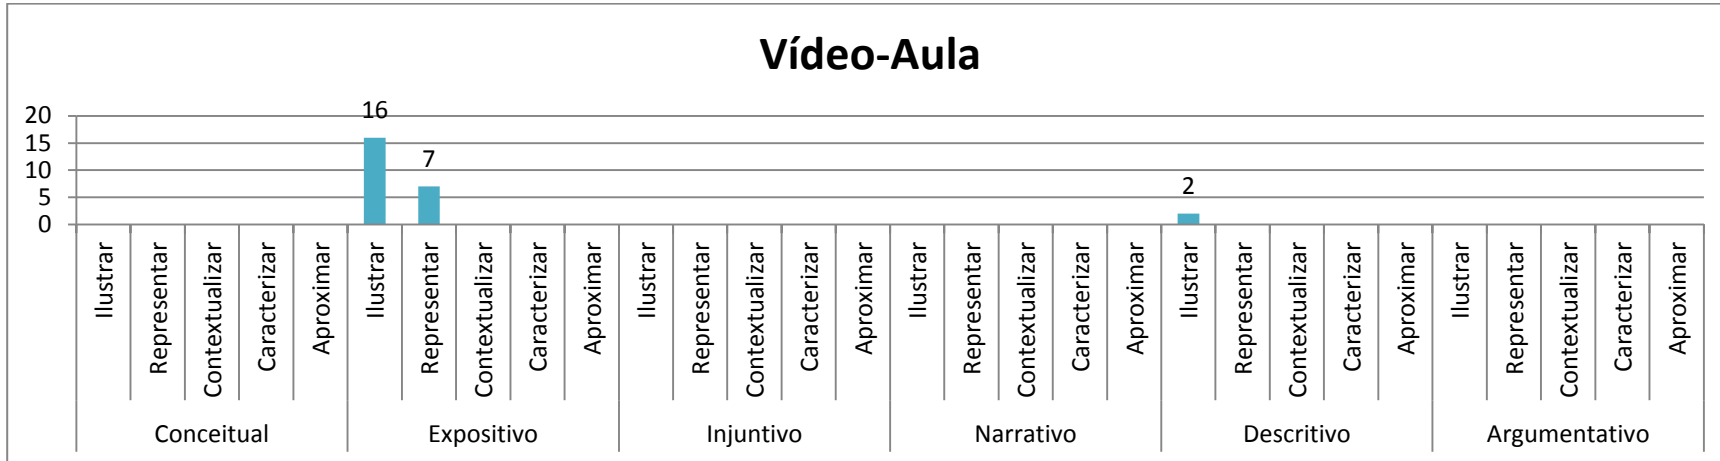 Vídeo-Aula
20
15
10
5
0
16
7
2
Ilustrar
Representar
Contextualizar
Caracterizar
Aproximar
Ilustrar
Representar
Contextualizar
Caracterizar
Aproximar
Ilustrar
Representar
Contextualizar
Caracterizar
Aproximar
Ilustrar
Representar
Contextualizar
Caracterizar
Aproximar
Ilustrar
Representar
Contextualizar
Caracterizar
Aproximar
Ilustrar
Representar
Contextualizar
Caracterizar
Aproximar
Conceitual
Expositivo
Injuntivo
Narrativo
Descritivo
Argumentativo